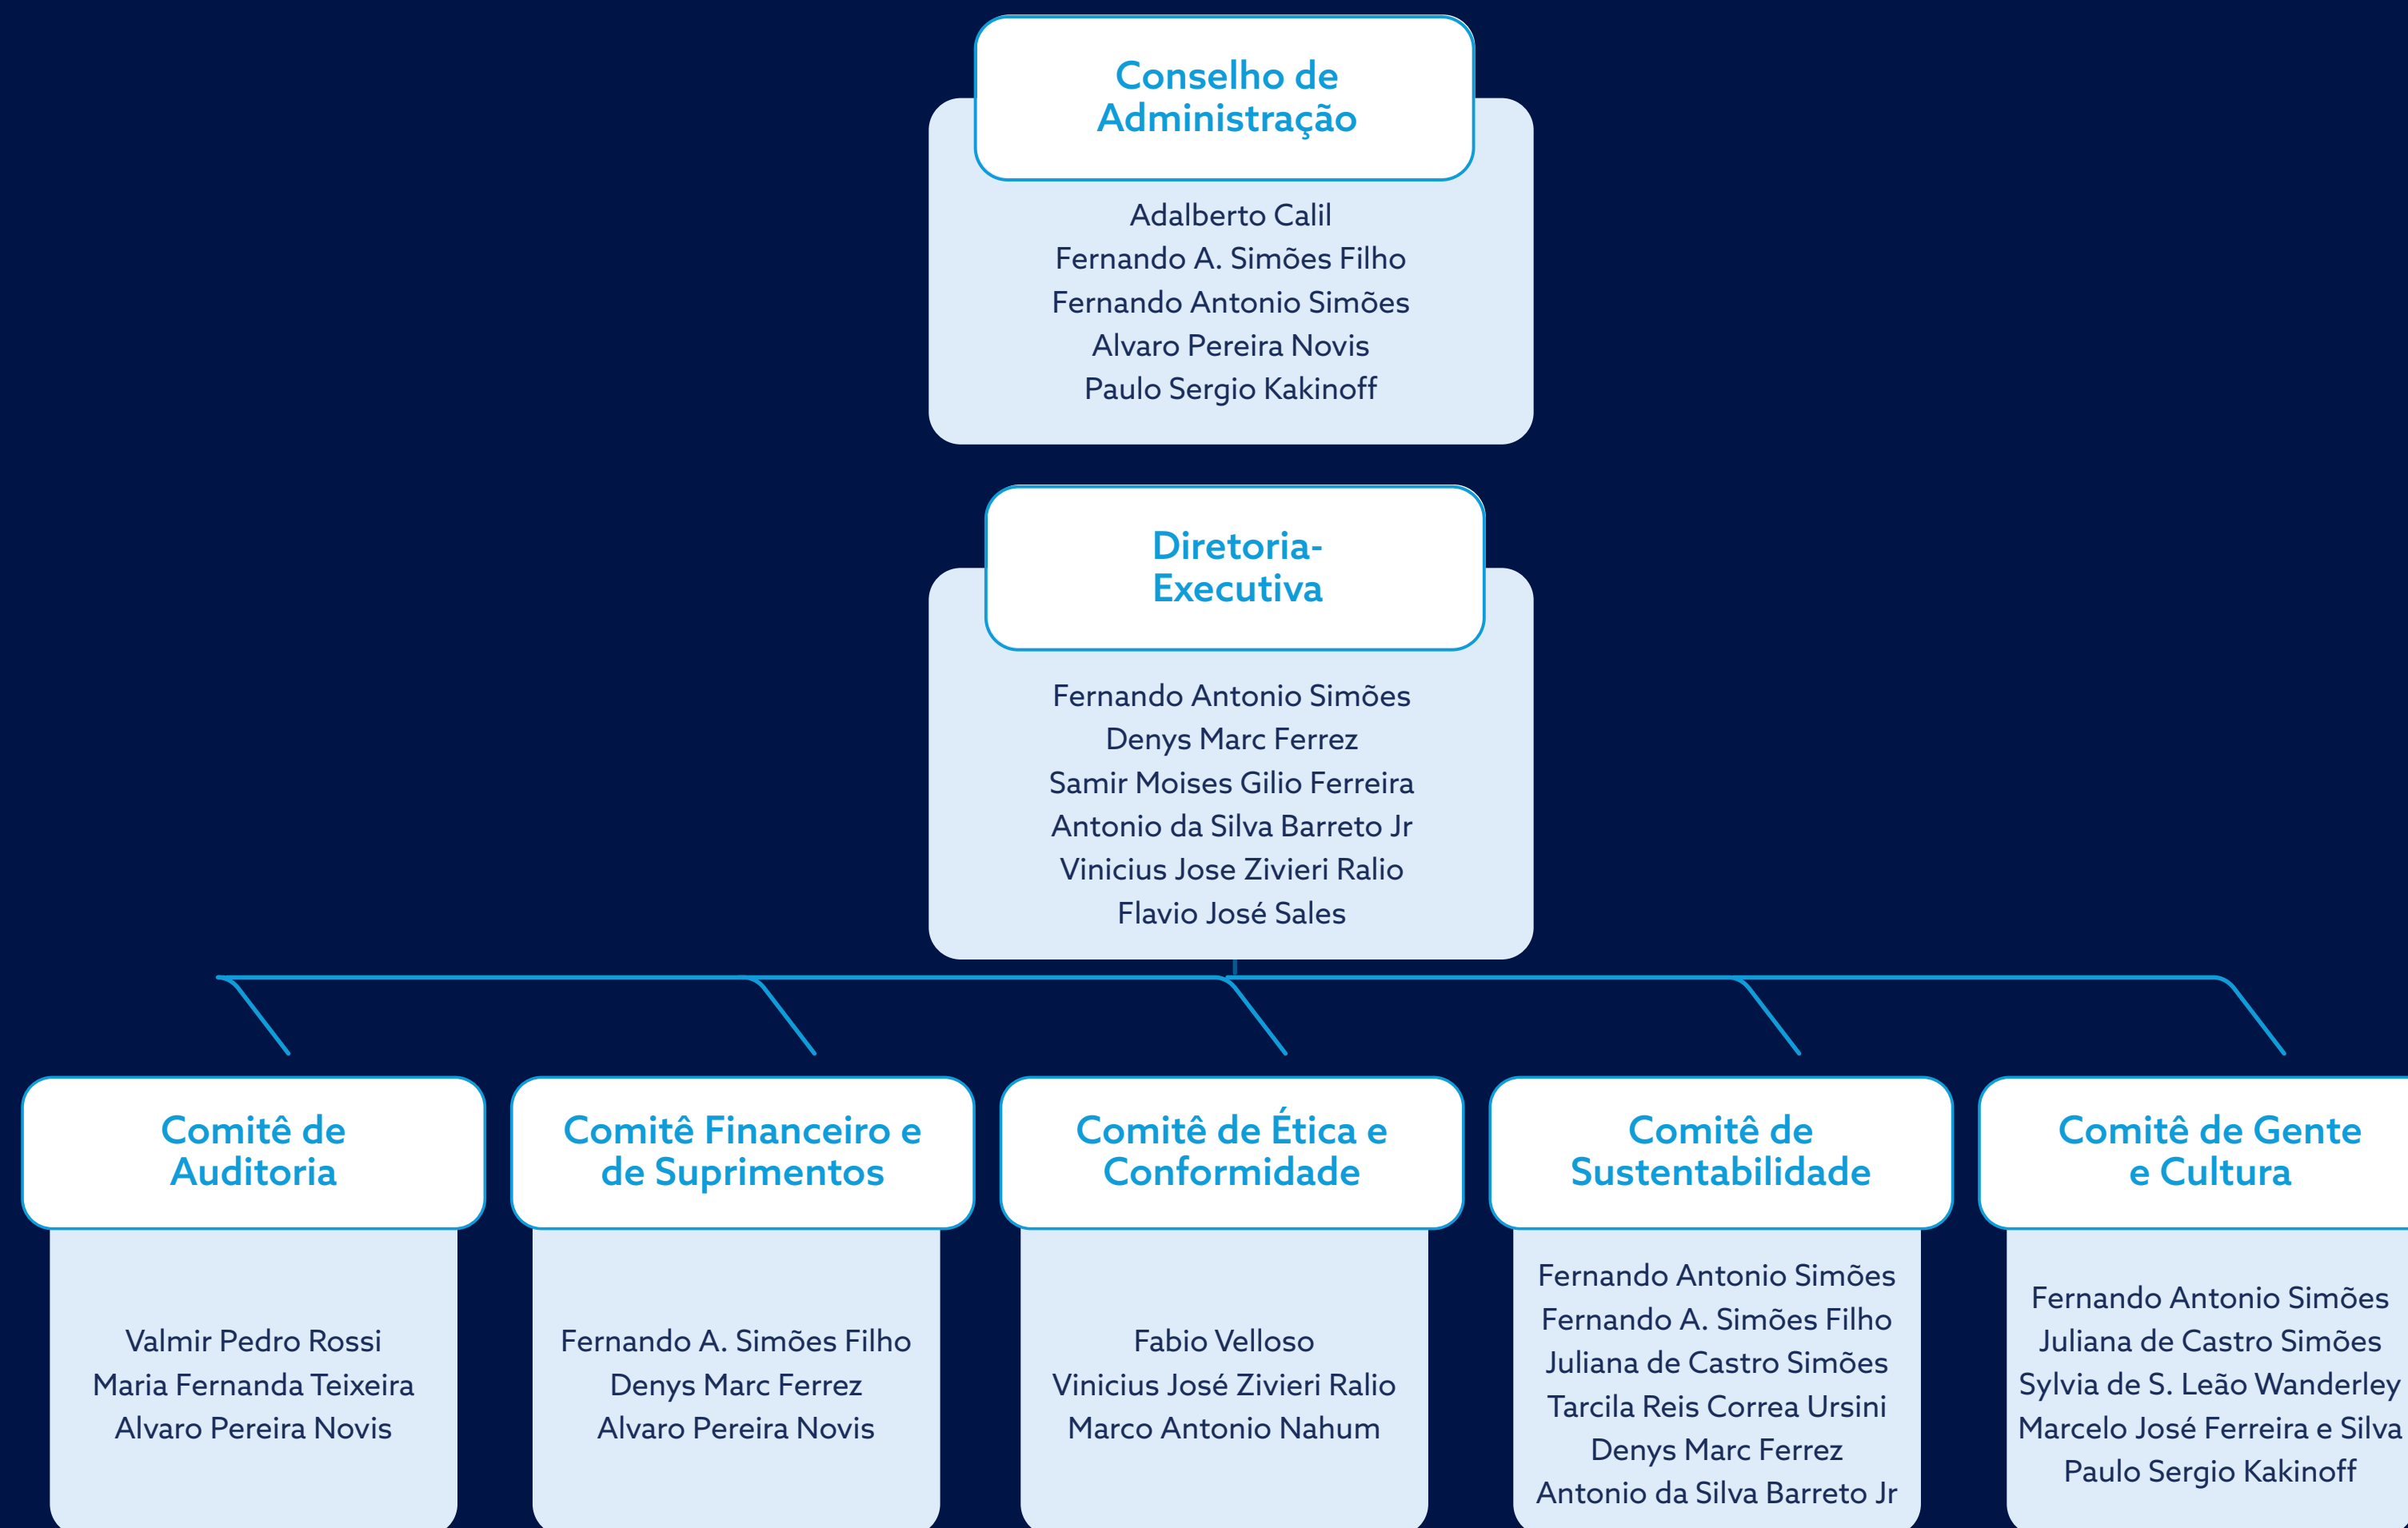 Conselho de
Administração
Adalberto Calil
Fernando A. Simões Filho
Fernando Antonio Simões
Alvaro Pereira Novis
Paulo Sergio Kakinoff
Diretoria-
Executiva
Fernando Antonio Simões
Denys Marc Ferrez
Samir Moises Gilio Ferreira
Antonio da Silva Barreto Jr
Vinicius Jose Zivieri Ralio
Flavio José Sales
Comitê de
Auditoria
Valmir Pedro Rossi
Maria Fernanda Teixeira
Alvaro Pereira Novis
Comitê Financeiro e
de Suprimentos
Fernando A. Simões Filho
Denys Marc Ferrez
Alvaro Pereira Novis
Comitê de Ética e
Conformidade
Fabio Velloso
Vinicius José Zivieri Ralio
Marco Antonio Nahum
Comitê de
Sustentabilidade
Fernando Antonio Simões
Fernando A. Simões Filho
Juliana de Castro Simões
Tarcila Reis Correa Ursini
Denys Marc Ferrez
Antonio da Silva Barreto Jr
Comitê de Gente
e Cultura
Fernando Antonio Simões
Juliana de Castro Simões
Sylvia de S. Leão Wanderley
Marcelo José Ferreira e Silva
Paulo Sergio Kakinoff